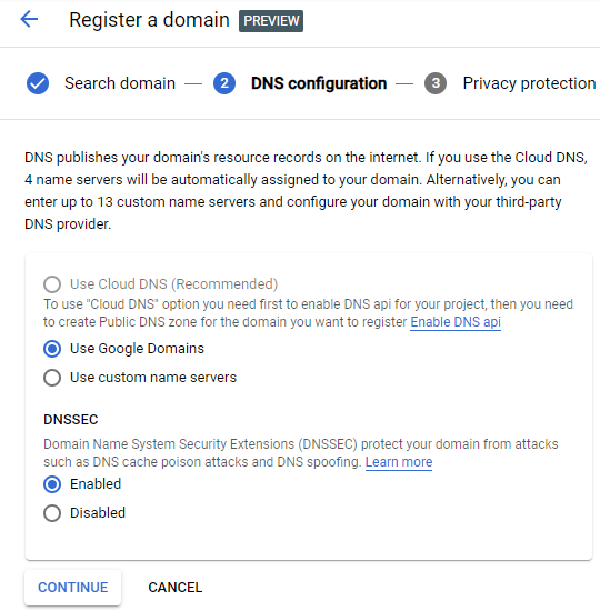 Register a domain PREVIEW
Search domain 2 DNS configuration 3 Privacy protection
DNS publishes your domain's resource records on the internet. If you use the Cloud DNS,
4 name servers will be automatically assigned to your domain. Alternatively, you can
enter up to 13 custom name servers and configure your domain with your third-party
DNS provider.
Use Cloud DNS (Recommended)
To use "Cloud DNS" option you need first to enable DNS api for your project, then you need
to create Public DNS zone for the domain you want to register Enable DNS api
Use Google Domains
Use custom name servers
DNSSEC
Domain Name System Security Extensions (DNSSEC) protect your domain from attacks
such as DNS cache poison attacks and DNS spoofing. Learn more
Enabled
Disabled
CONTINUE CANCEL